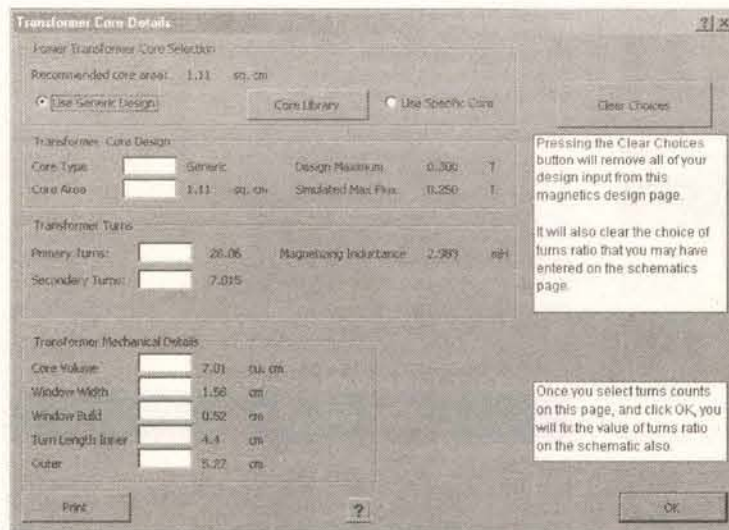 Transformer Core Details
Power Transformer Core Selection
Recommended core area: 1.11 sq. cm
Use Generic Design
Core Library
Use Specific Core
Clear Choices
Transformer Core Design
Core Type Generic Design Maximum 0.300 T
Core Area 1.11 sq. cm Simulated Max Flux 0.250 T
Pressing the Clear Choices
button will remove all of your
design input from this
magnetics design page.
It will also clear the choice of
turns ratio that you may have
entered on the schematics
page.
Transformer Turns
Primary Turns: 28.06 Magnetizing Inductance 2.989 mH
Secondary Turns: 7.015
Transformer Mechanical Details
Core Volume 7.01 cu. cm
Window Width 1.56 cm
Window Build 0.52 cm
Turn Length Inner 4.4 cm
Outer 5.27 cm
Once you select turns counts
on this page, and click OK, you
will fix the value of turns ratio
on the schematic also.
Print
?
OK